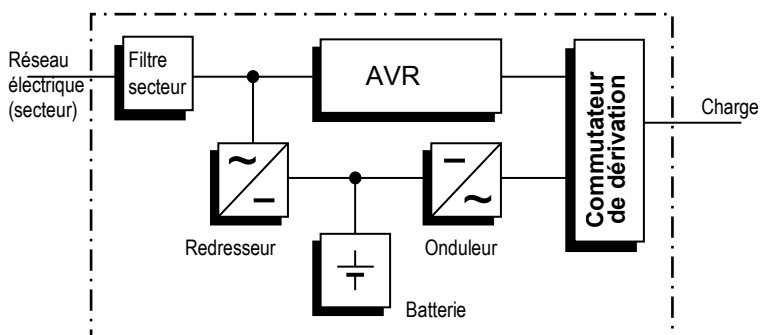 Réseau
électrique
(secteur)
Filtre
secteur
AVR
Commutateur
de dérivation
Charge
~
–
–
~
Redresseur
Onduleur
Batterie